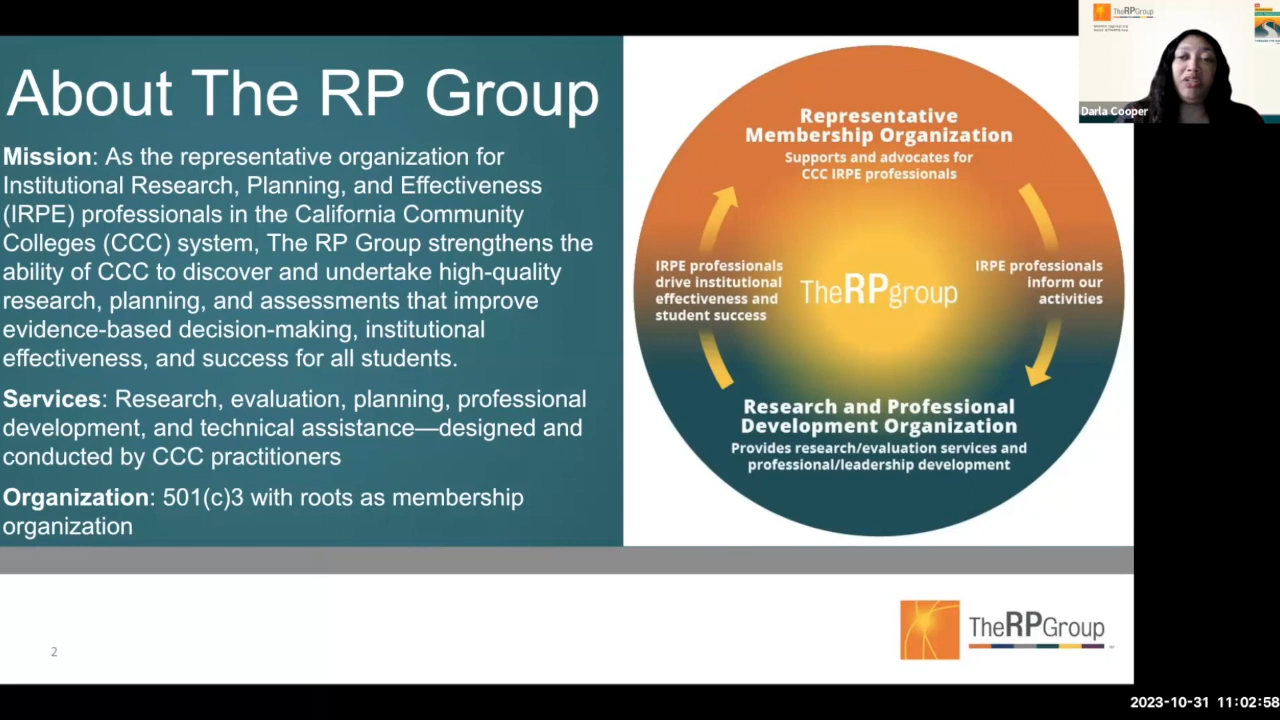 About The RP Group
Mission: As the representative organization for
Institutional Research, Planning, and Effectiveness
(IRPE) professionals in the California Community
Colleges (CCC) system, The RP Group strengthens the
ability of CCC to discover and undertake high-quality
research, planning, and assessments that improve
evidence-based decision-making, institutional
effectiveness, and success for all students.
Services: Research, evaluation, planning, professional
development, and technical assistance—designed and
conducted by CCC practitioners
Organization: 501(c)3 with roots as membership
organization
Representative
Membership Organization
Supports and advocates for
CCC IRPE professionals
IRPE professionals
drive institutional
effectiveness and
student success
TheRPgroup
IRPE professionals
inform our
activities
Research and Professional
Development Organization
Provides research/evaluation services and
professional/leadership development
TheRPGroup
Darla Cooper
2
TheRPGroup
2023-10-31 11:02:58